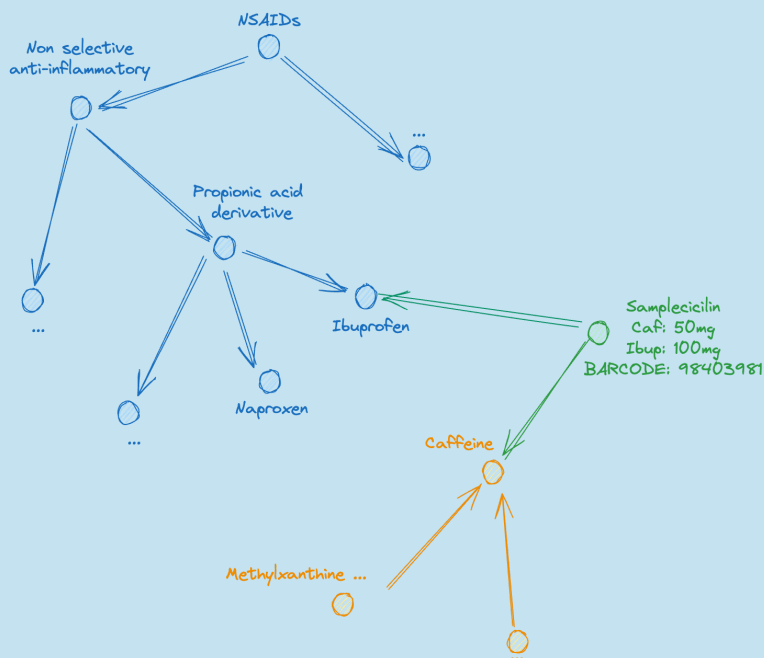 NSAIDs
Non selective
anti-inflammatory
...
Propionic acid
derivative
...
Ibuprofen
Samplecicilin
Caf: 50mg
Ibup: 100mg
BARCODE: 98403981
Naproxen
...
Caffeine
Methylxanthine ...